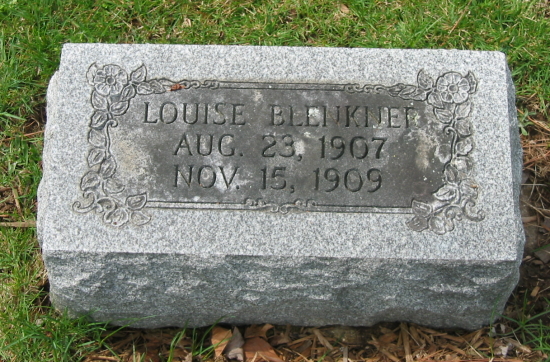 LOUISE BLENKNER
AUG. 23, 1907
NOV. 15, 1909